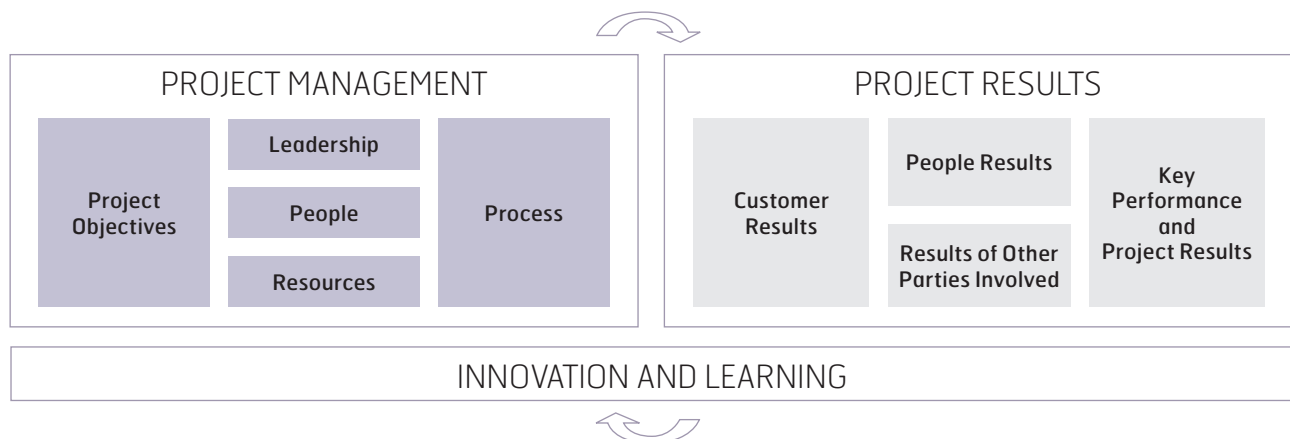 PROJECT MANAGEMENT
Project
Objectives
Leadership
People
Resources
Process
PROJECT RESULTS
Customer
Results
People Results
Results of Other
Parties Involved
Key
Performance
and
Project Results
INNOVATION AND LEARNING